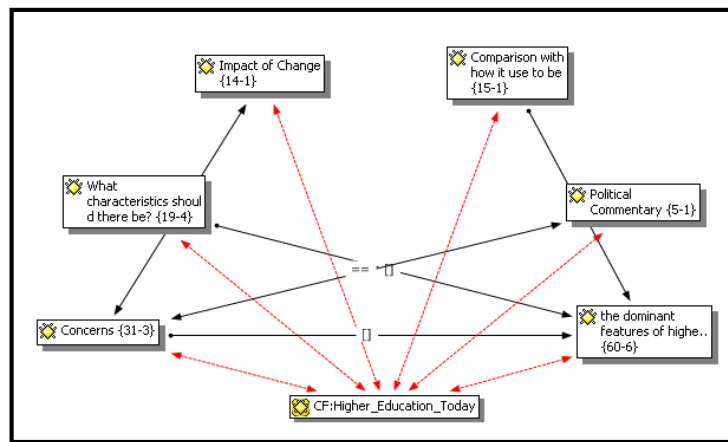 Impact of Change
{14-1}
Comparison with
how it use to be
{15-1}
What
characteristics shoul
d there be? {19-4}
Political
Commentary {5-1}
== []
Concerns {31-3}
[]
the dominant
features of highe..
{60-6}
CF:Higher_Education_Today